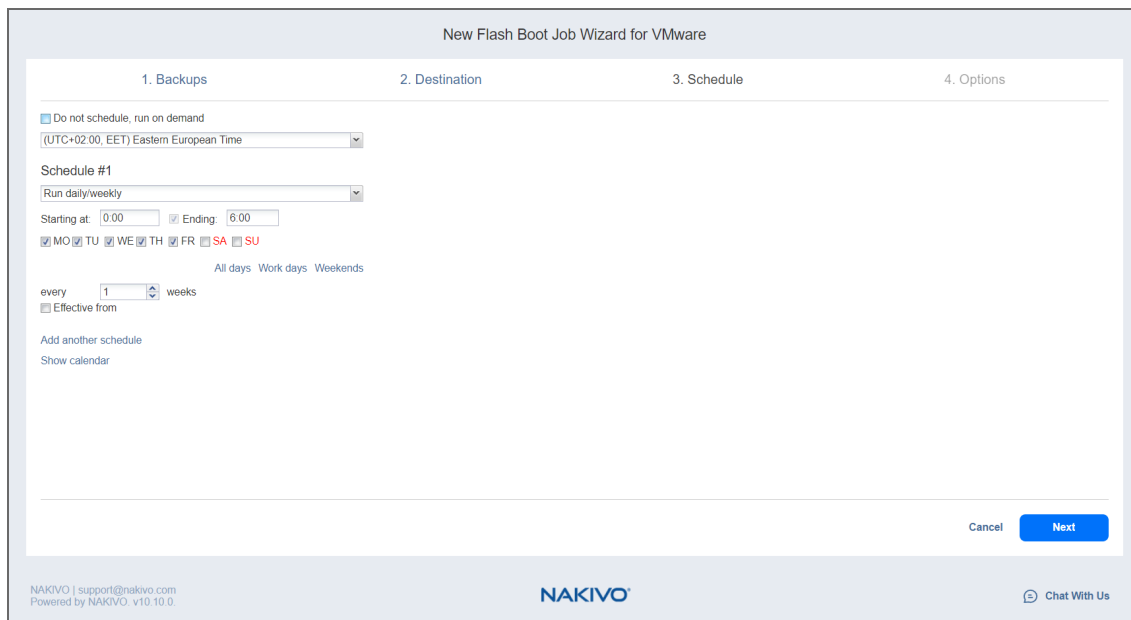 New Flash Boot Job Wizard for VMware
1. Backups 2. Destination 3. Schedule 4. Options
Do not schedule, run on demand
(UTC+02:00, EET) Eastern European Time
Schedule #1
Run daily/weekly
Starting at: 0:00 Ending: 6:00
MO TU WE TH FR SA SU
All days Work days Weekends
every 1 weeks
Effective from
Add another schedule
Show calendar
Cancel Next
NAKIVO | support@nakivo.com
Powered by NAKIVO. v10.10.0.
NAKIVO®
Chat With Us